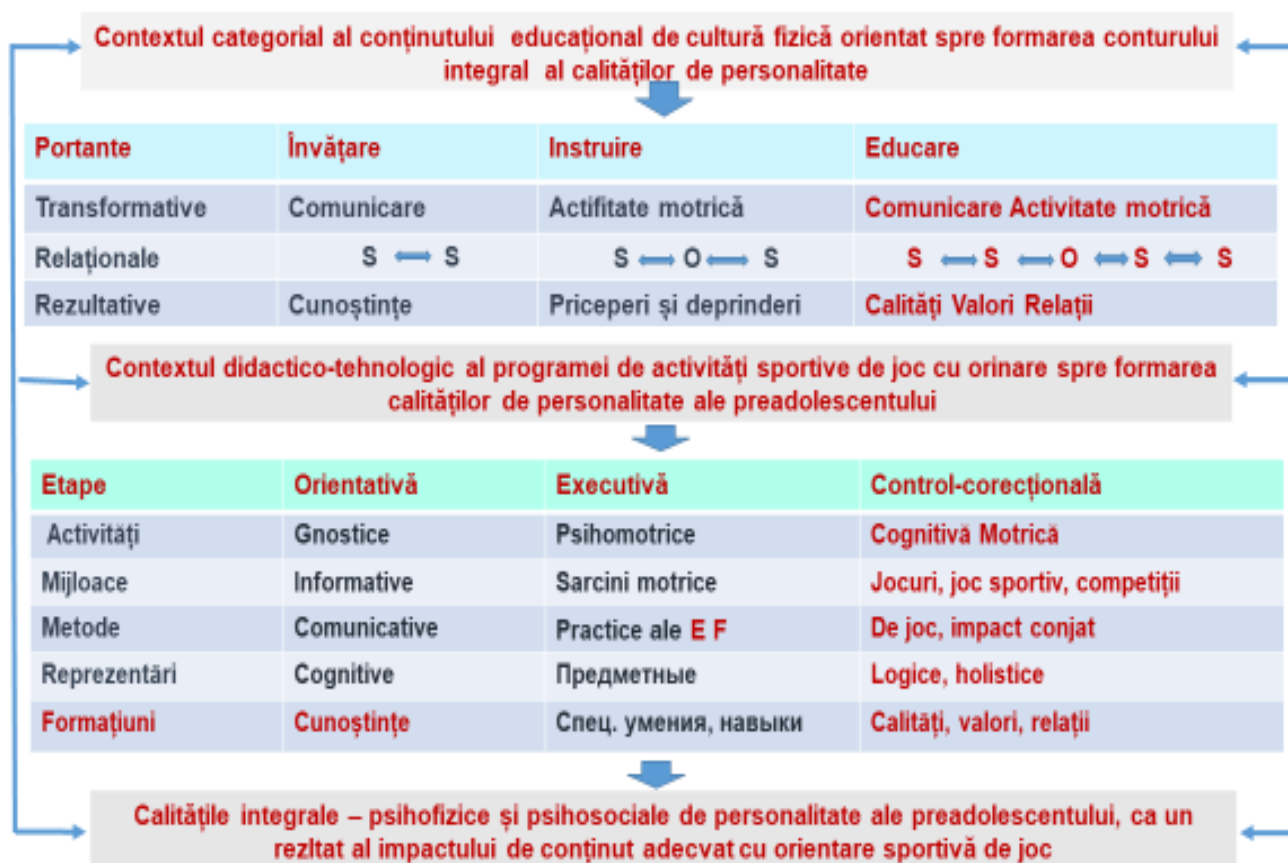 Contextul categorial al conținutului educațional de cultură fizică orientat spre formarea conturului
integral al calităților de personalitate
Portante Învățare Instruire Educare
Transformative Comunicare Actifitate motrică Comunicare Activitate motrică
Relaționale S S S O S S S O S S
Rezultative Cunoștințe Priceperi și deprinderi Calități Valori Relații
Contextul didactico-tehnologic al programei de activități sportive de joc cu orinare spre formarea
calităților de personalitate ale preadolescentului
Etape Orientativă Executivă Control-corecțională
Activități Gnostice Psihomotrice Cognitivă Motrică
Mijloace Informative Sarcini motrice Jocuri, joc sportiv, competiții
Metode Comunicative Practice ale E F De joc, impact conjat
Reprezentări Cognitive Предметные Logice, holistice
Formațiuni Cunoștințe Спец. умения, навыки Calități, valori, relații
Calitățile integrale – psihofizice și psihosociale de personalitate ale preadolescentului, ca un
rezltat al impactului de conținut adecvat cu orientare sportivă de joc